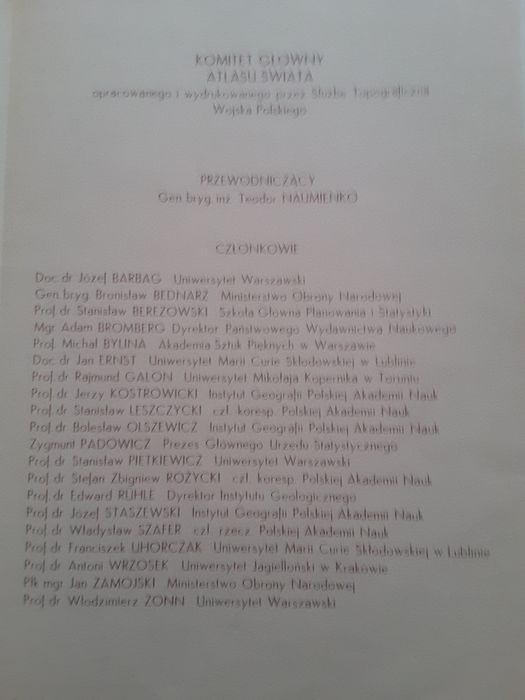 KOMITET GŁÓWNY
ATLASU ŚWIATA
opracowanego i wydrukowanego przez Służbę Topograficzną
Wojska Polskiego
PRZEWODNICZĄCY
Gen. bryg. inż. Teodor NAUMIENKO
CZŁONKOWIE
Doc. dr Józef BARBAG Uniwersytet Warszawski
Gen. bryg. Bronisław BEDNARZ Ministerstwo Obrony Narodowej
Prof. dr Stanisław BEREZOWSKI Szkoła Główna Planowania i Statystyki
Mgr Adam BROMBERG Dyrektor Państwowego Wydawnictwa Naukowego
Prof. Michał BYLINA Akademia Sztuk Pięknych w Warszawie
Doc. dr Jan ERNST Uniwersytet Marii Curie Skłodowskiej w Lublinie
Prof. dr Rajmund GALON Uniwersytet Mikołaja Kopernika w Toruniu
Prof. dr Jerzy KOSTROWICKI Instytut Geografii Polskiej Akademii Nauk
Prof. dr Stanisław LESZCZYCKI czł. koresp. Polskiej Akademii Nauk
Prof. dr Bolesław OLSZEWICZ Instytut Geografii Polskiej Akademii Nauk
Zygmunt PADOWICZ Prezes Głównego Urzędu Statystycznego
Prof. dr Stanisław PIETKIEWICZ Uniwersytet Warszawski
Prof. dr Stefan Zbigniew RÓŻYCKI czł. koresp. Polskiej Akademii Nauk
Prof. dr Edward RÜHLE Dyrektor Instytutu Geologicznego
Prof. dr Józef STASZEWSKI Instytut Geografii Polskiej Akademii Nauk
Prof. dr Władysław SZAFER czł. rzecz. Polskiej Akademii Nauk
Prof. dr Franciszek UHORCZAK Uniwersytet Marii Curie Skłodowskiej w Lublinie
Prof. dr Antoni WRZOSEK Uniwersytet Jagielloński w Krakowie
Płk mgr Jan ZAMOJSKI Ministerstwo Obrony Narodowej
Prof. dr Włodzimierz ZONN Uniwersytet Warszawski